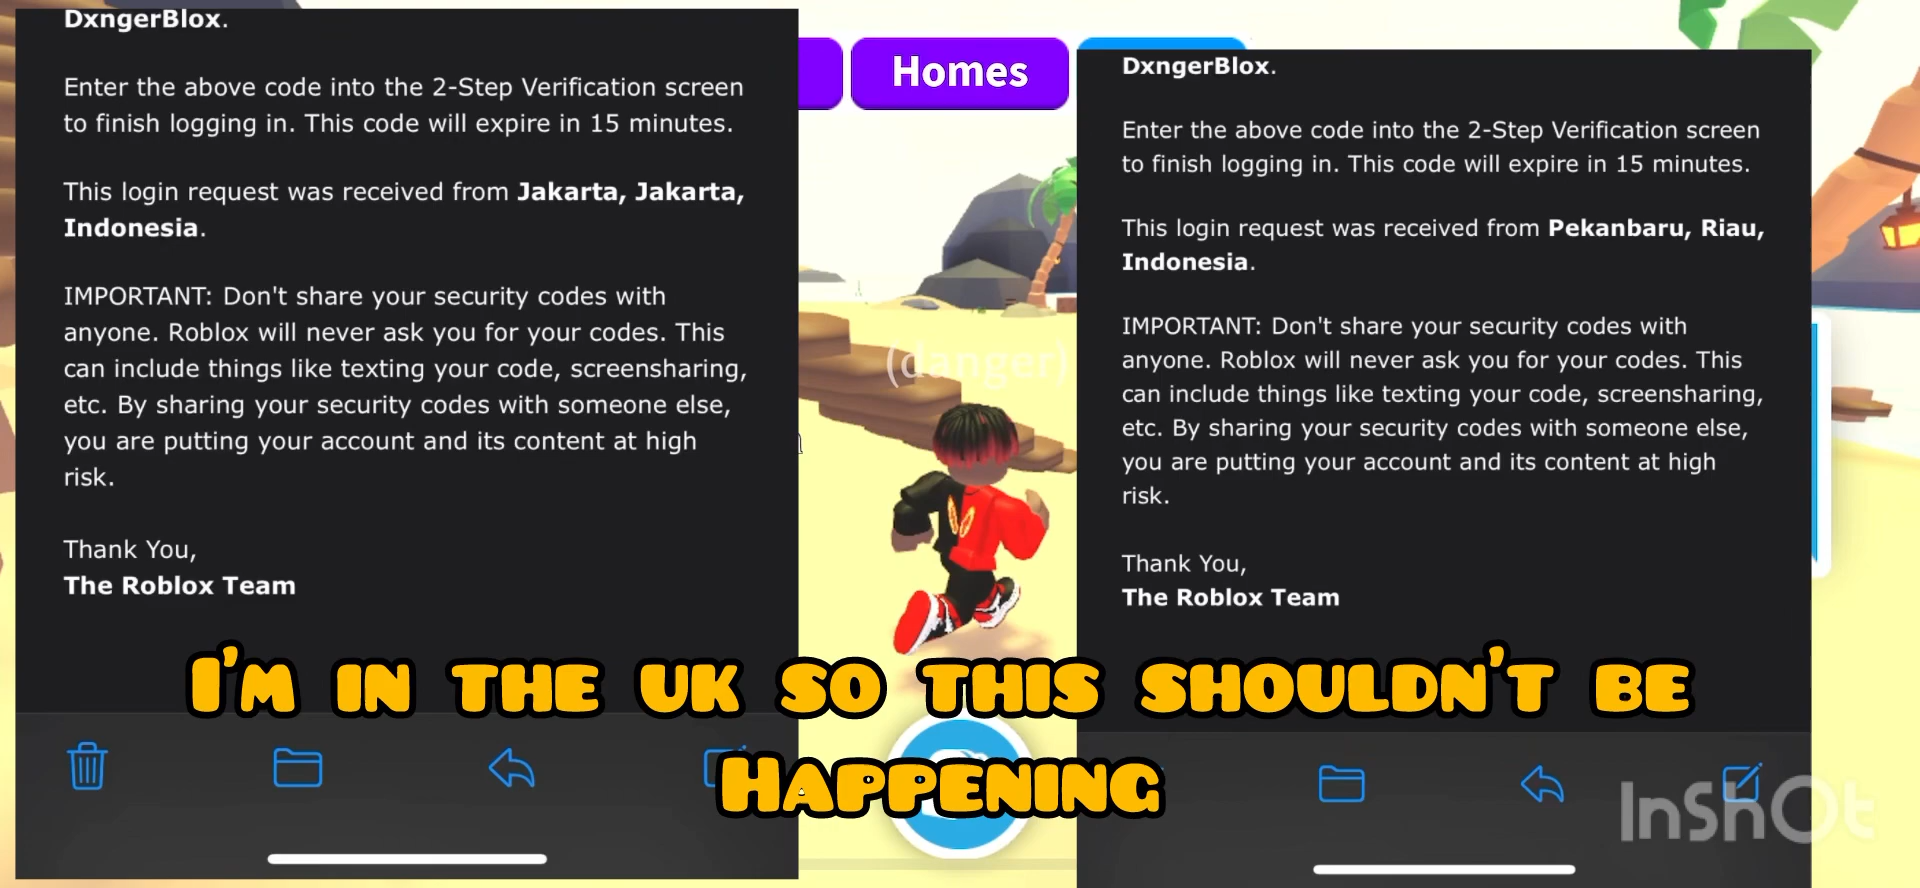 DxngerBlox.
Enter the above code into the 2-Step Verification screen
to finish logging in. This code will expire in 15 minutes.
This login request was received from Jakarta, Jakarta,
Indonesia.
IMPORTANT: Don't share your security codes with
anyone. Roblox will never ask you for your codes. This
can include things like texting your code, screensharing,
etc. By sharing your security codes with someone else,
you are putting your account and its content at high
risk.
Thank You,
The Roblox Team
Homes
(danger)
DxngerBlox.
Enter the above code into the 2-Step Verification screen
to finish logging in. This code will expire in 15 minutes.
This login request was received from Pekanbaru, Riau,
Indonesia.
IMPORTANT: Don't share your security codes with
anyone. Roblox will never ask you for your codes. This
can include things like texting your code, screensharing,
etc. By sharing your security codes with someone else,
you are putting your account and its content at high
risk.
Thank You,
The Roblox Team
I'm in the uk so this shouldn't be
Happening
InShOt